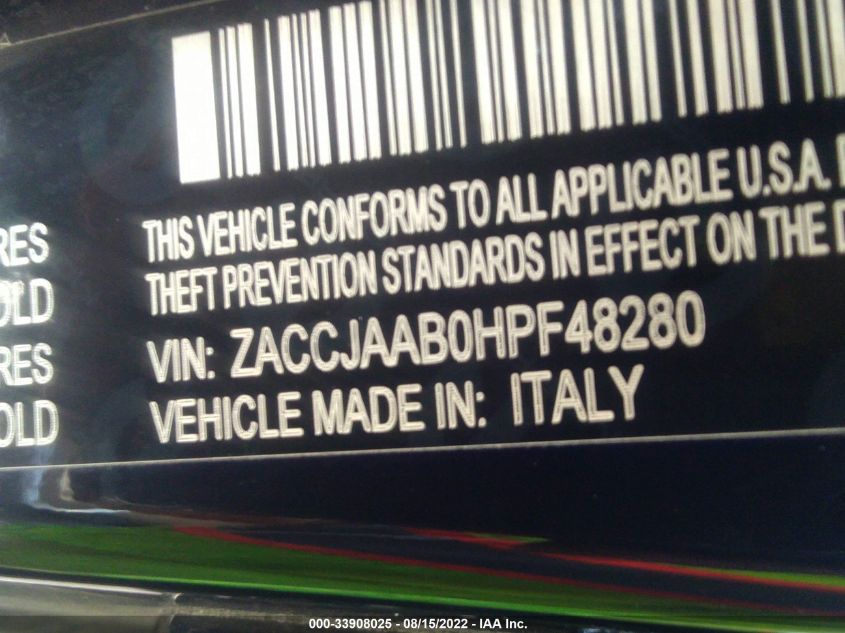 THIS VEHICLE CONFORMS TO ALL APPLICABLE U.S.A.
THEFT PREVENTION STANDARDS IN EFFECT ON THE D
VIN: ZACCJAAB0HPF48280
VEHICLE MADE IN: ITALY
RES
OLD
RES
OLD
000-33908025 - 08/15/2022 - IAA Inc.